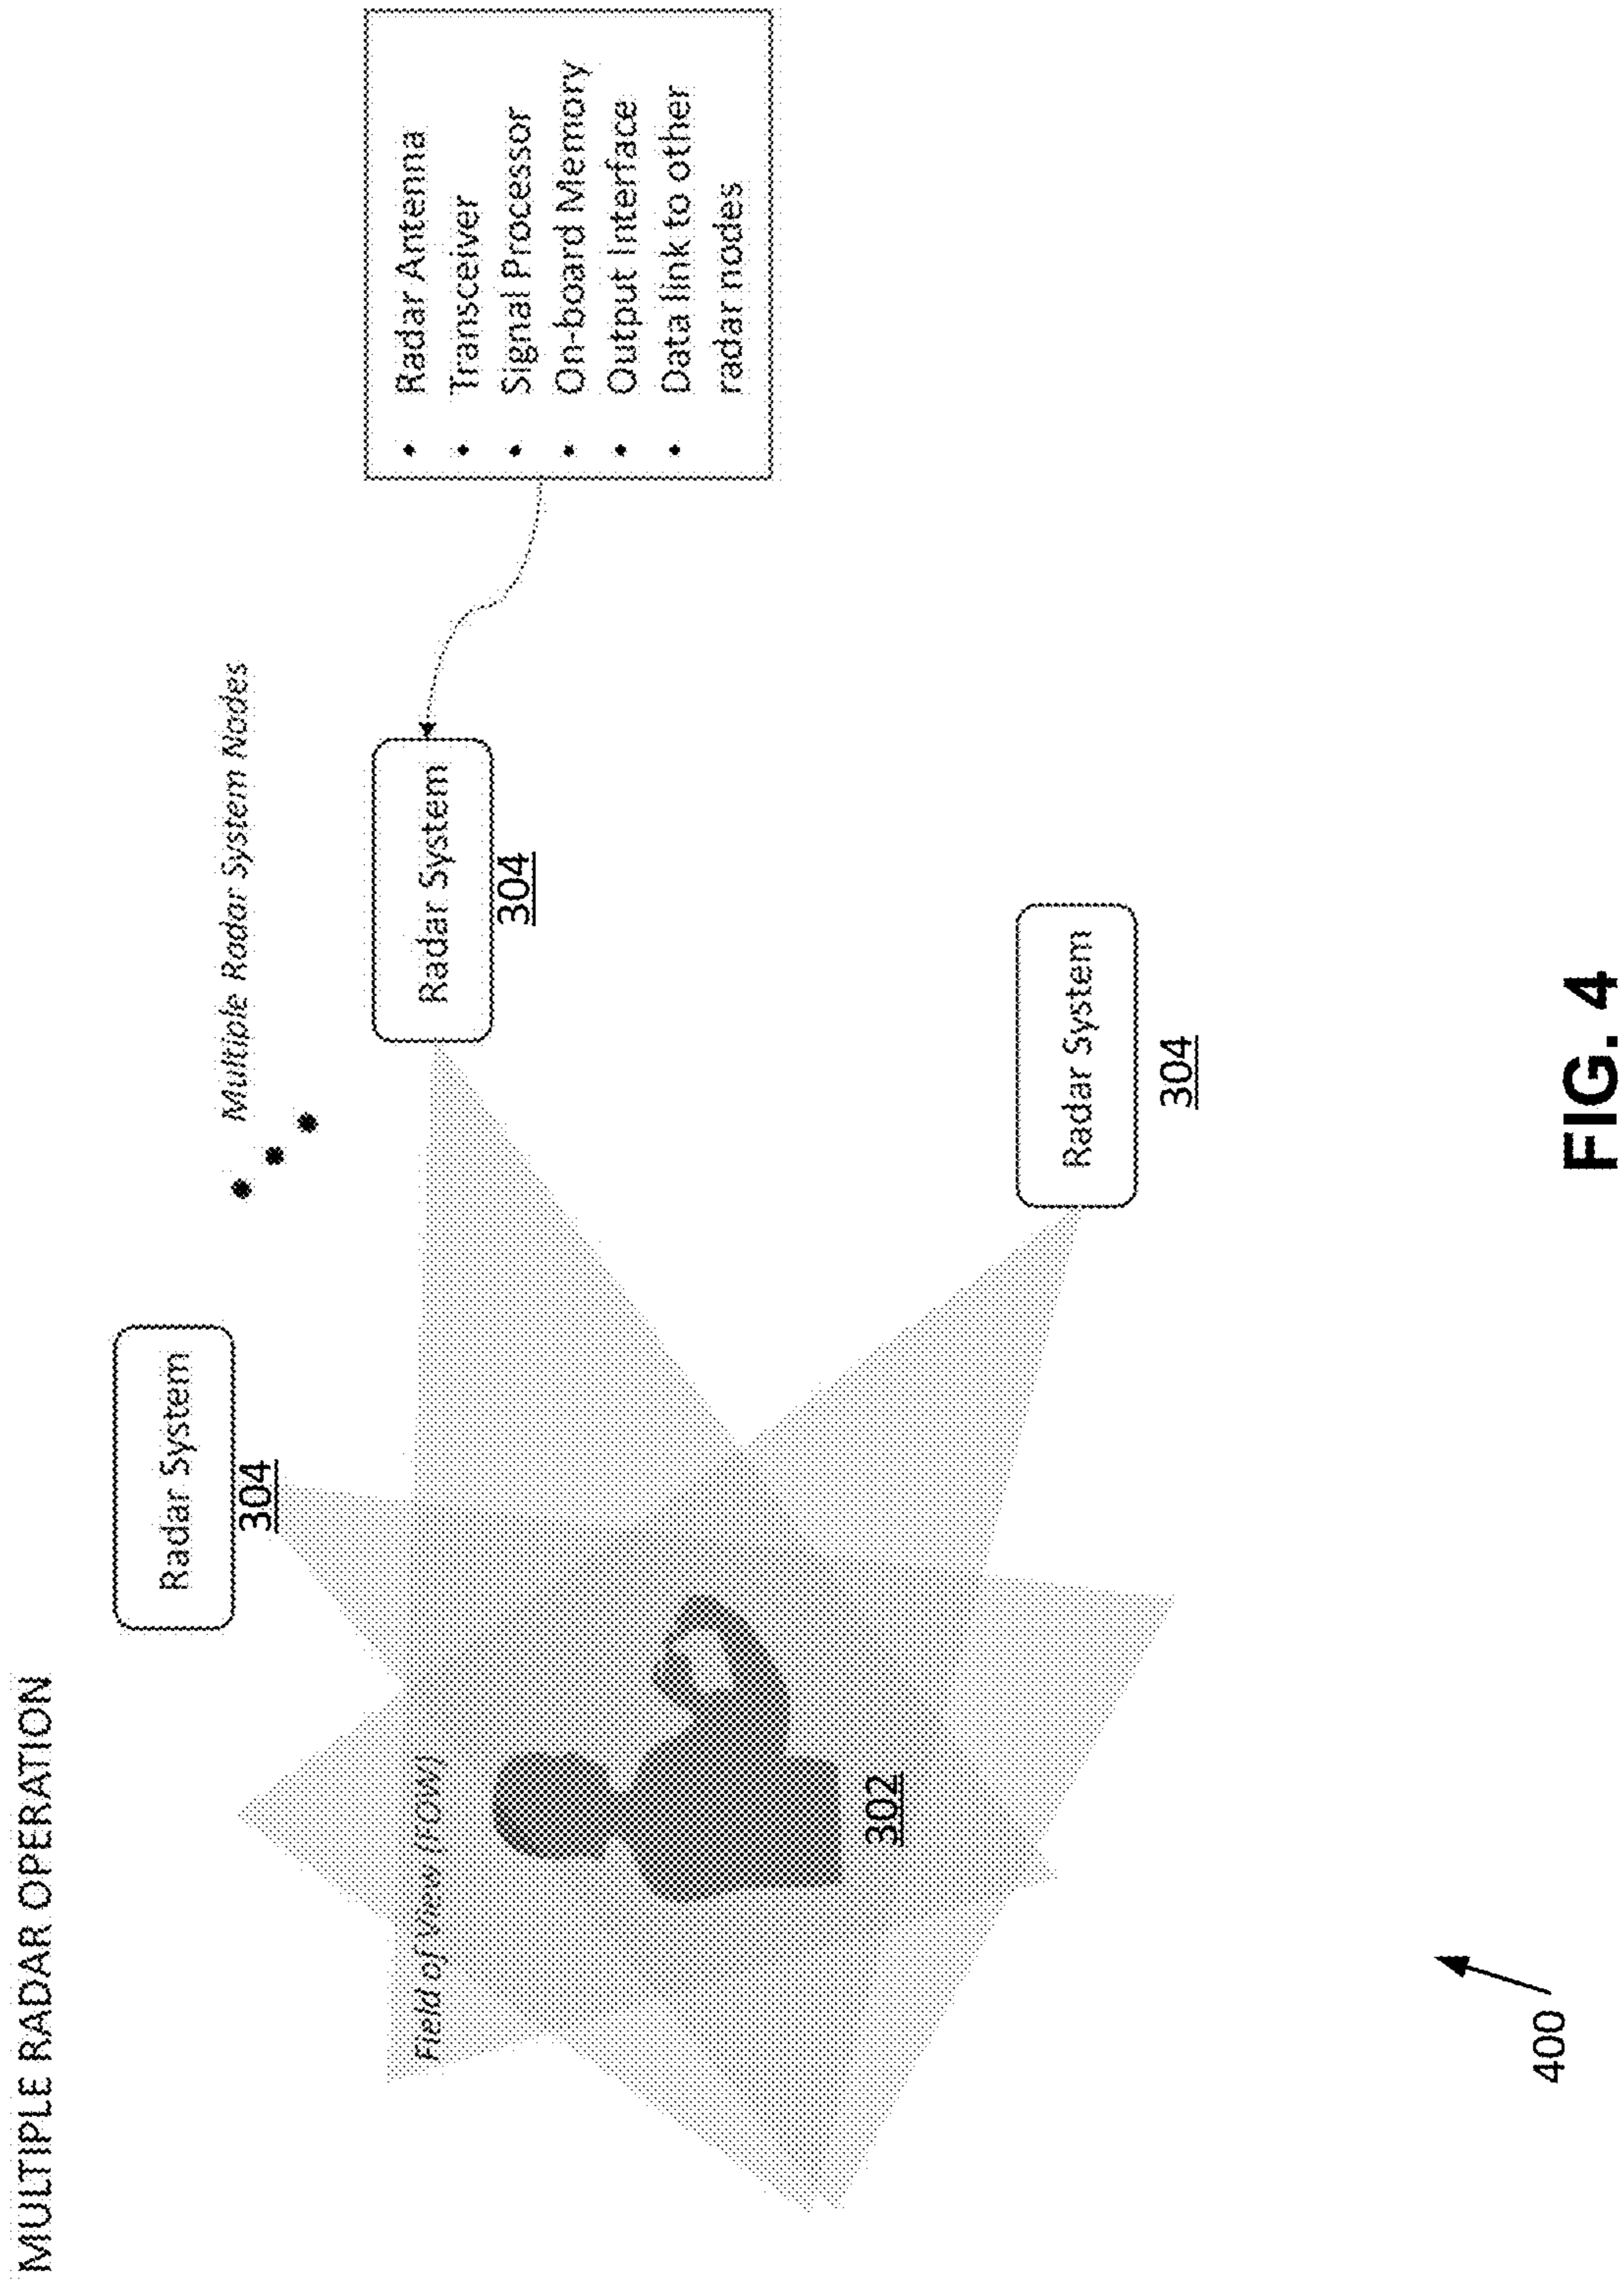 MULTIPLE RADAR OPERATION
Radar System
304
Multiple Radar System Nodes
Radar System
304
• Radar Antenna
• Transceiver
• Signal Processor
• On-board Memory
• Output Interface
• Data link to other
radar nodes
Field of View (FOV)
302
Radar System
304
400
FIG. 4